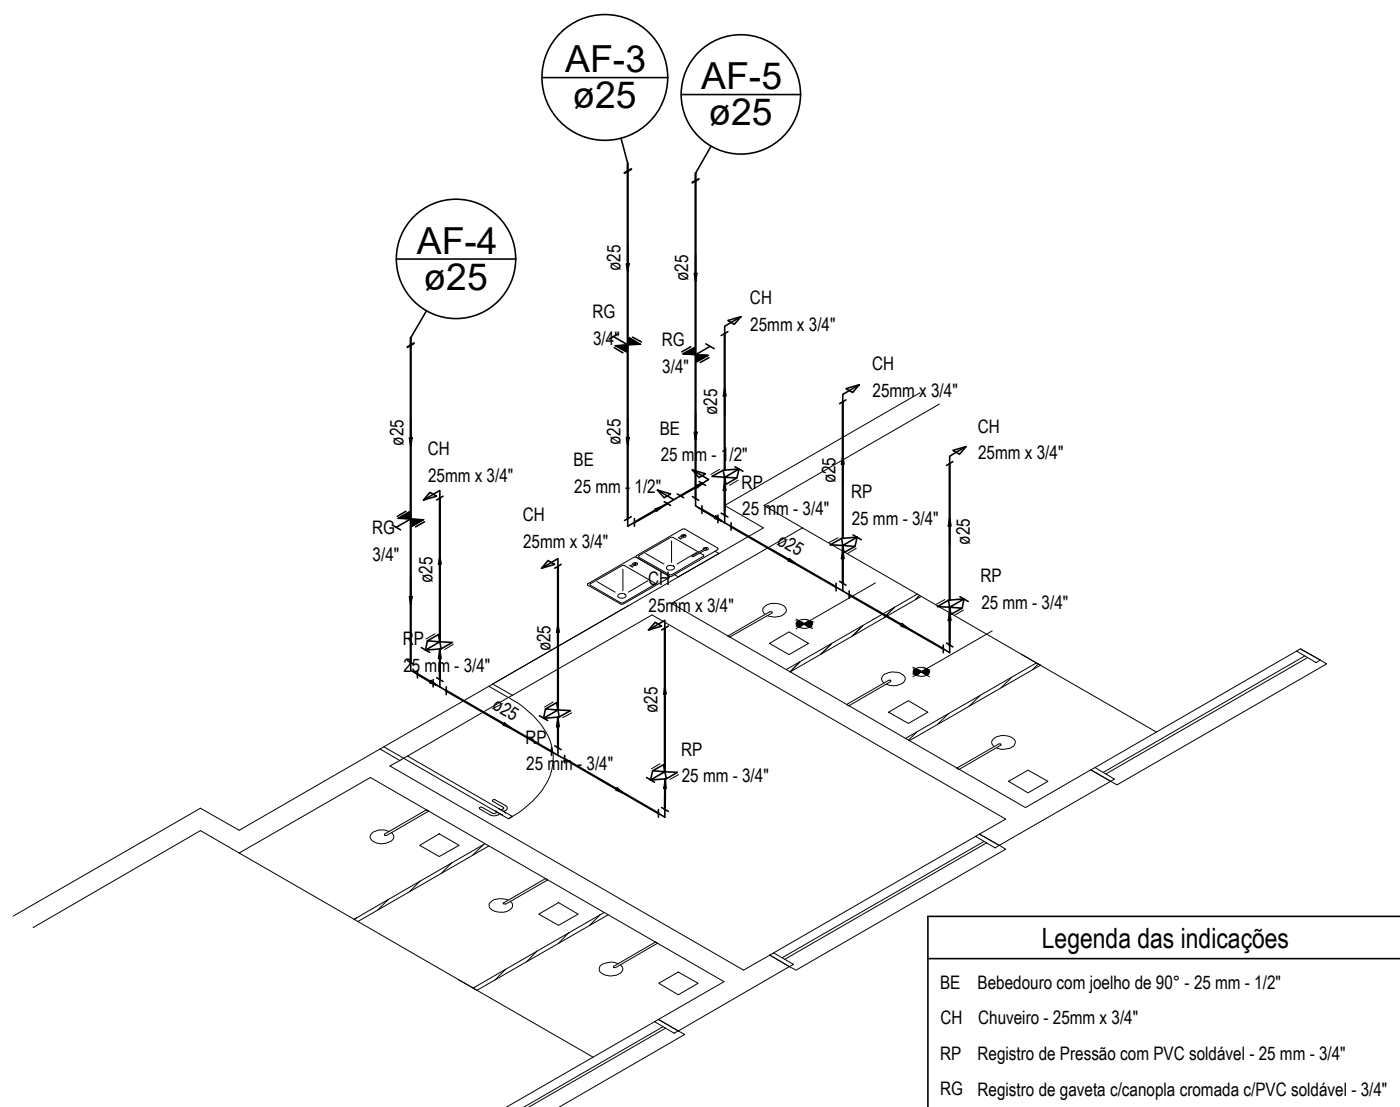 AF-3
ø25
AF-5
ø25
AF-4
ø25
ø25
ø25
RG
3/4"
RG
3/4"
CH
25mm x 3/4"
CH
25mm x 3/4"
ø25
ø25
ø25
CH
25mm x 3/4"
BE
25 mm - 1/2"
BE
25 mm - 1/2"
CH
25mm x 3/4"
ø25
RP
25 mm - 3/4"
RP
25 mm - 3/4"
ø25
CH
25mm x 3/4"
RG
3/4"
ø25
ø25
RP
25 mm - 3/4"
CH
25mm x 3/4"
ø25
RP
25 mm - 3/4"
ø25
ø25
ø25
RP
25 mm - 3/4"
RP
25 mm - 3/4"
Legenda das indicações
BE Bebedouro com joelho de 90° - 25 mm - 1/2"
CH Chuveiro - 25mm x 3/4"
RP Registro de Pressão com PVC soldável - 25 mm - 3/4"
RG Registro de gaveta c/canopla cromada c/PVC soldável - 3/4"